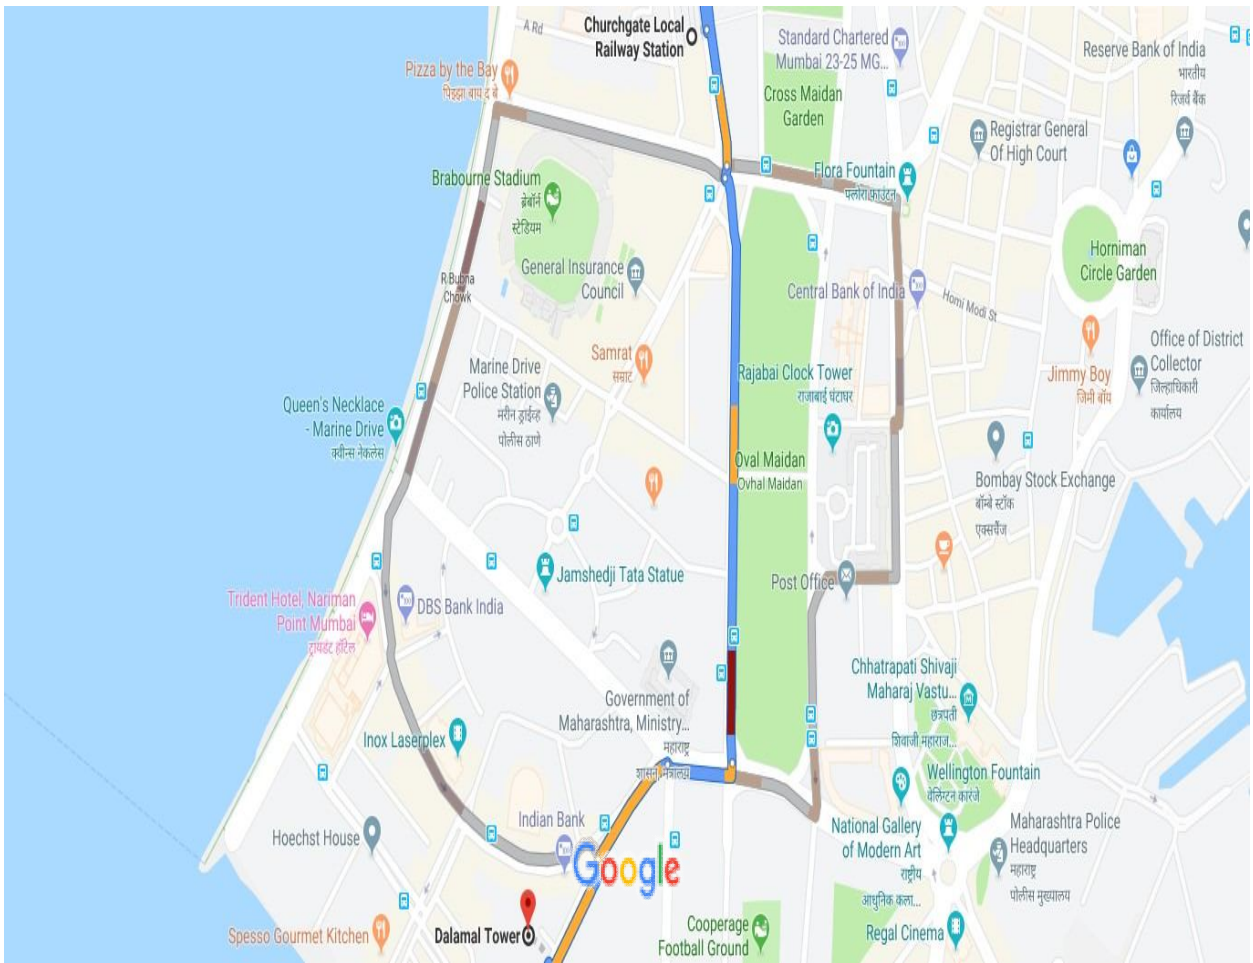 Churchgate Local
Railway Station
A Rd
Standard Chartered
Mumbai 23-25 MG...
Reserve Bank of India
भारतीय
रिजर्व बैंक
Pizza by the Bay
पिझ्झा बाय द बे
Cross Maidan
Garden
Registrar General
Of High Court
Flora Fountain
फ्लोरा फाउंटन
Brabourne Stadium
ब्रेबॉर्न
स्टेडियम
Horniman
Circle Garden
General Insurance
Council
R Bubna
Chowk
Central Bank of India
Homi Modi St
Samrat
सम्राट
Marine Drive
Police Station
मरीन ड्राईव्ह
पोलीस ठाणे
Rajabai Clock Tower
राजाबाई घंटाघर
Jimmy Boy
जिमी बॉय
Office of District
Collector
जिल्हाधिकारी
कार्यालय
Queen's Necklace
- Marine Drive
क्वीन्स नेकलेस
Oval Maidan
Ovhal Maidan
Bombay Stock Exchange
बॉम्बे स्टॉक
एक्सचेंज
Jamshedji Tata Statue
Post Office
DBS Bank India
Trident Hotel, Nariman
Point Mumbai
ट्रायडंट हॉटेल
Government of
Maharashtra, Ministry...
महाराष्ट्र
शासन, मंत्रालय
Chhatrapati Shivaji
Maharaj Vastu...
छत्रपती
शिवाजी महाराज...
Inox Laserplex
Wellington Fountain
वेलिंग्टन कारंजे
Indian Bank
Hoechst House
National Gallery
of Modern Art
राष्ट्रीय
आधुनिक कला...
Maharashtra Police
Headquarters
महाराष्ट्र
पोलीस मुख्यालय
Google
Dalamal Tower
Spesso Gourmet Kitchen
Cooperage
Football Ground
Regal Cinema